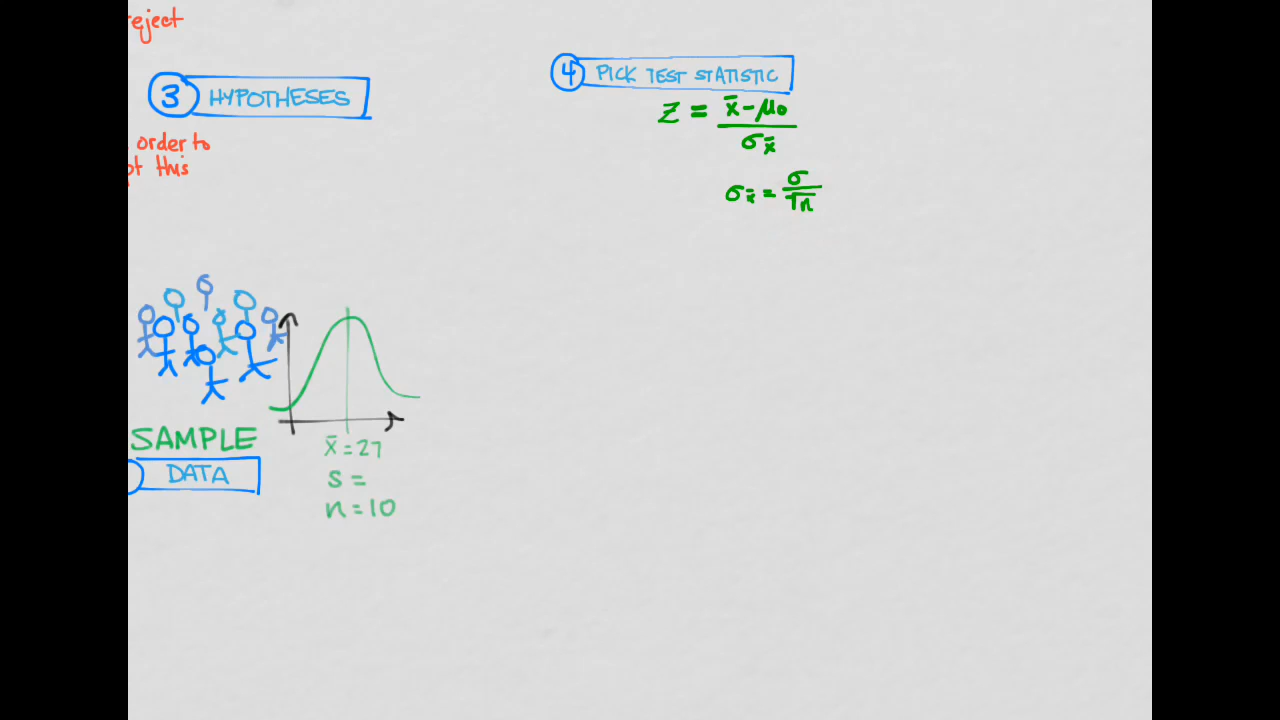 reject
3 HYPOTHESES
order to
this
SAMPLE
DATA
x̄ = 27
s =
n = 10
4 PICK TEST STATISTIC
Z = (x̄ - μ₀) / σx̄
σx̄ = σ / √n